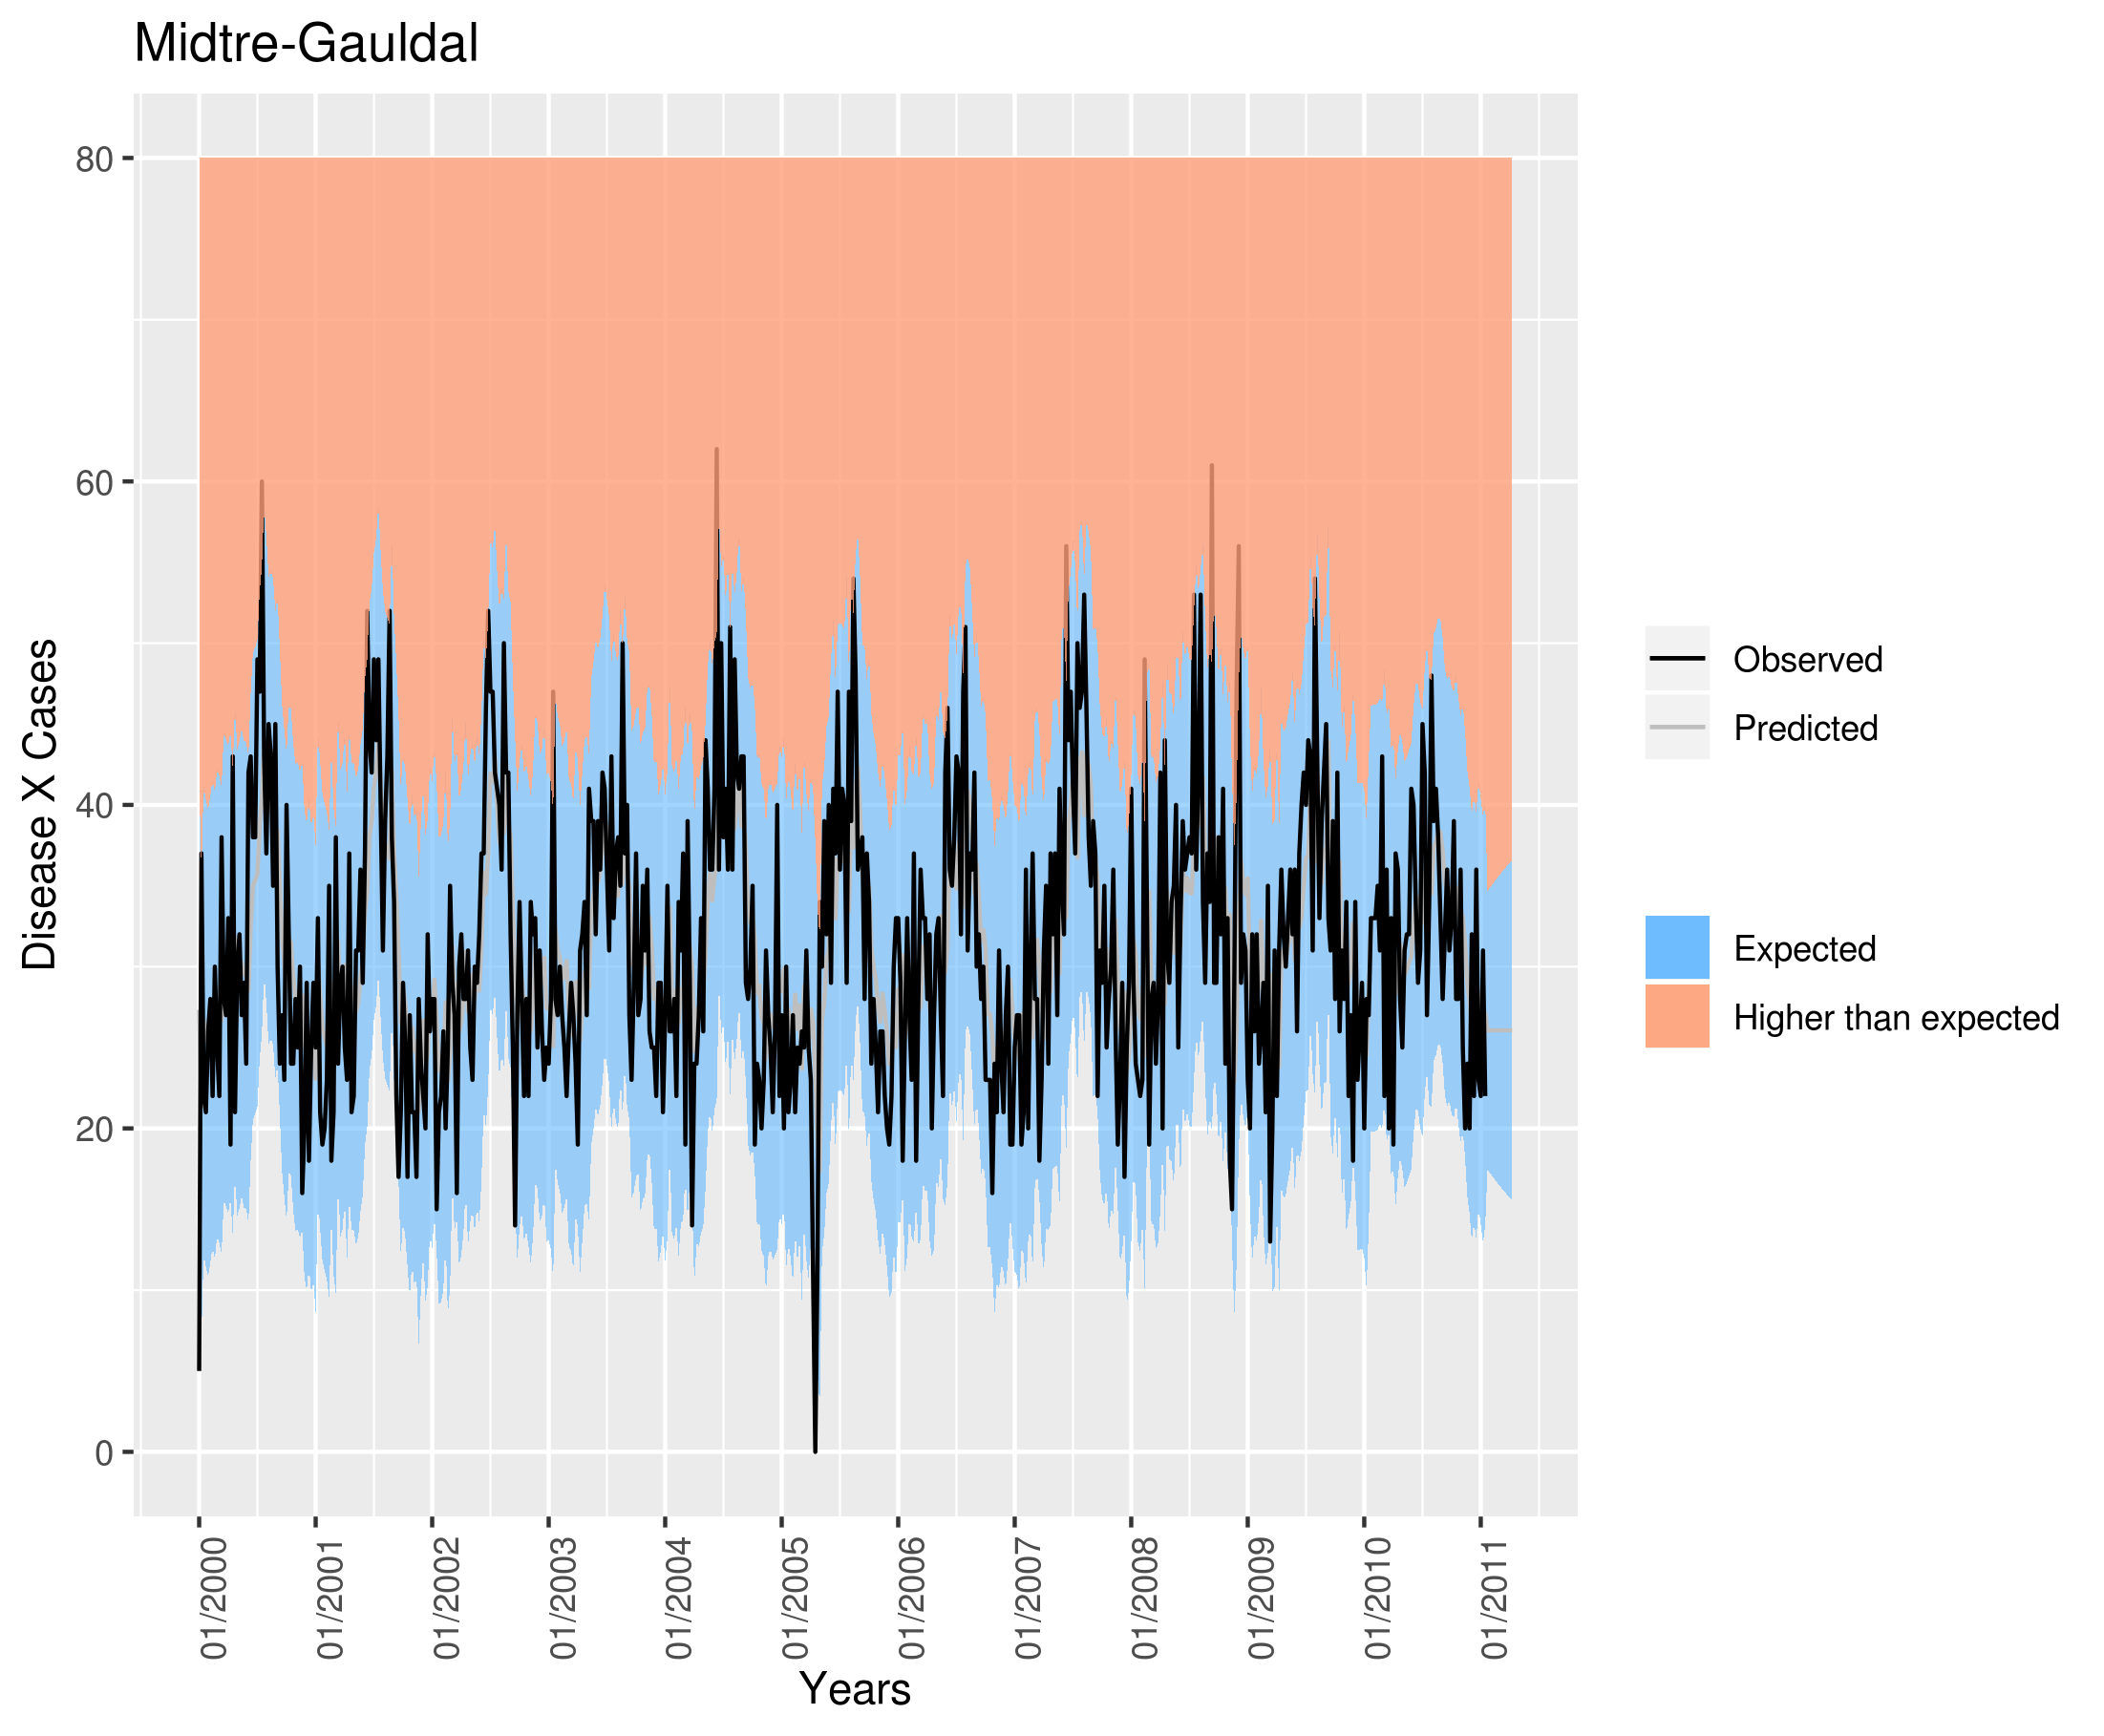 Midtre-Gauldal
Disease X Cases
80
60
40
20
0
01/2000
01/2001
01/2002
01/2003
01/2004
01/2005
01/2006
01/2007
01/2008
01/2009
01/2010
01/2011
Years
Observed
Predicted
Expected
Higher than expected